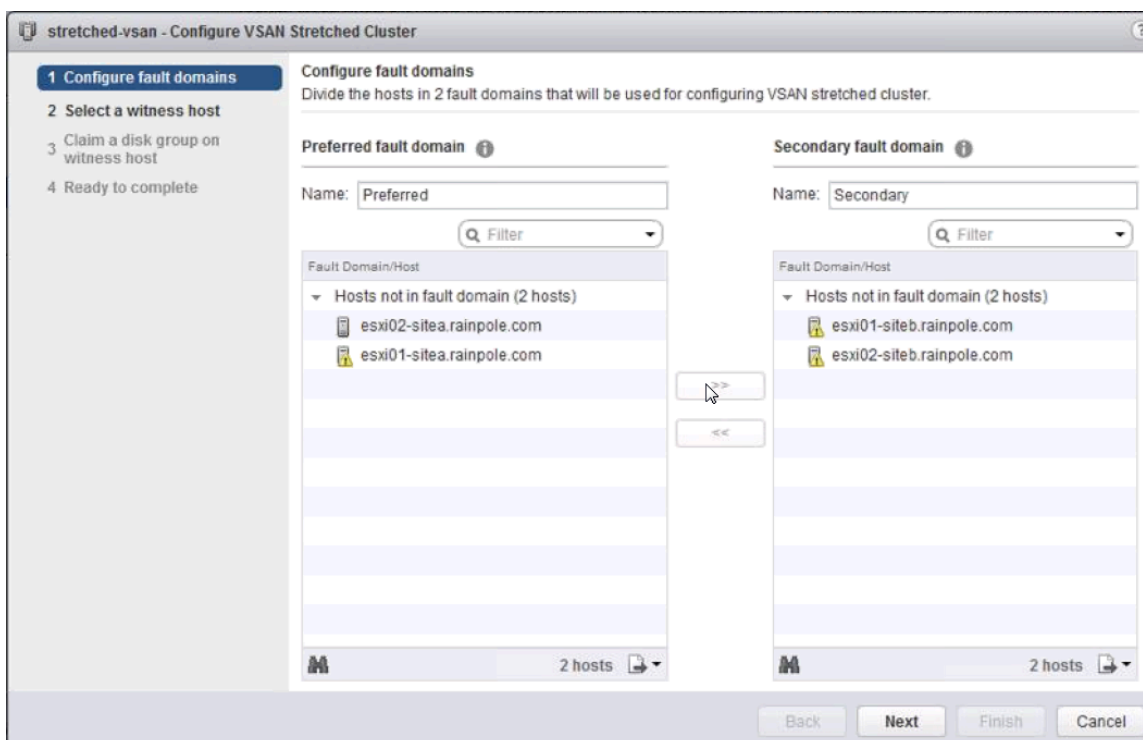 stretched-vsan - Configure VSAN Stretched Cluster
?
1 Configure fault domains
2 Select a witness host
3 Claim a disk group on
witness host
4 Ready to complete
Configure fault domains
Divide the hosts in 2 fault domains that will be used for configuring VSAN stretched cluster.
Preferred fault domain
Name: Preferred
Filter
Fault Domain/Host
Hosts not in fault domain (2 hosts)
esxi02-sitea.rainpole.com
esxi01-sitea.rainpole.com
2 hosts
>>
<<
Secondary fault domain
Name: Secondary
Filter
Fault Domain/Host
Hosts not in fault domain (2 hosts)
esxi01-siteb.rainpole.com
esxi02-siteb.rainpole.com
2 hosts
Back
Next
Finish
Cancel